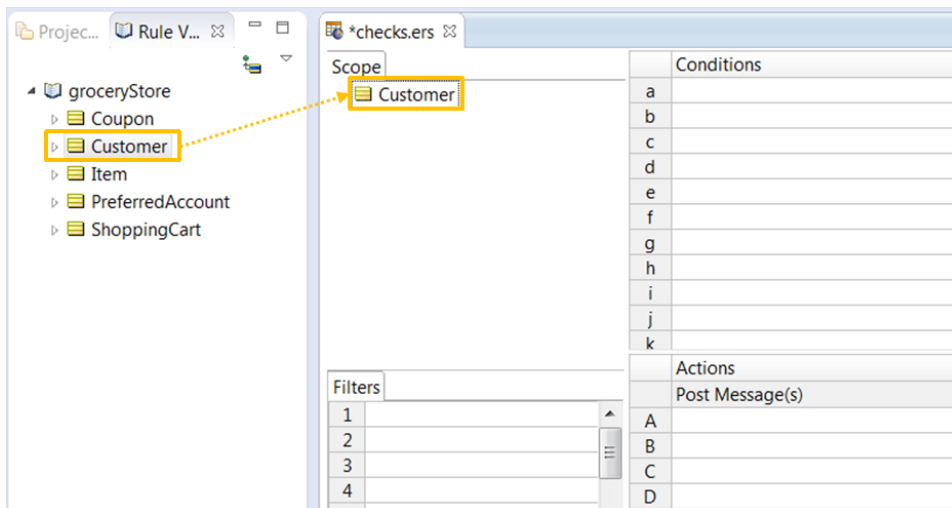 Projec... Rule V...
groceryStore
Coupon
Customer
Item
PreferredAccount
ShoppingCart
*checks.ers
Scope
Customer
Filters
1
2
3
4
Conditions
a
b
c
d
e
f
g
h
i
j
k
Actions
Post Message(s)
A
B
C
D